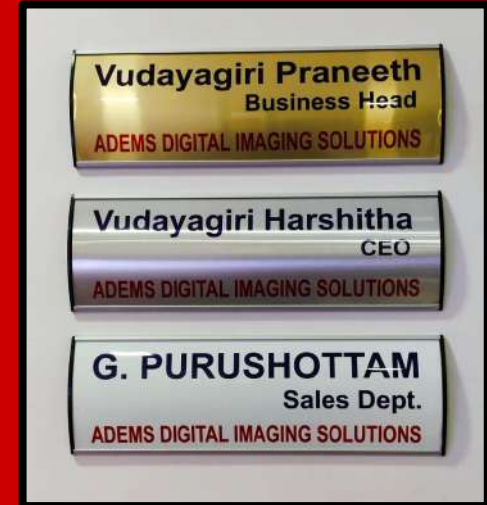 Vudayagiri Praneeth
Business Head
ADEMS DIGITAL IMAGING SOLUTIONS
Vudayagiri Harshitha
CEO
ADEMS DIGITAL IMAGING SOLUTIONS
G. PURUSHOTTAM
Sales Dept.
ADEMS DIGITAL IMAGING SOLUTIONS